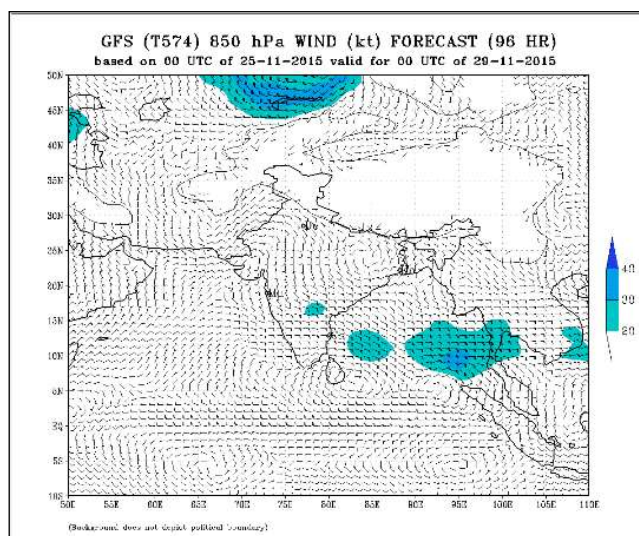 GFS (T574) 850 hPa WIND (kt) FORECAST (96 HR)
based on 00 UTC of 25-11-2015 valid for 00 UTC of 29-11-2015
50N
45N
40N
35N
30N
25N
20N
15N
10N
5S
10S
50E 55E 60E 65E 70E 75E 80E 85E 90E 95E 100E 105E 110E
40
30
20
(Background does not depict political boundary)